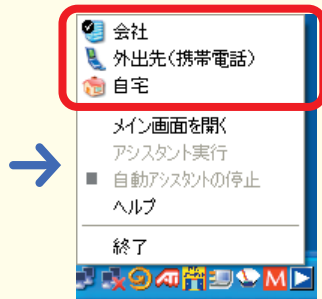 会社
外出先(携帯電話)
自宅
メイン画面を開く
アシスタント実行
自動アシスタントの停止
ヘルプ
終了
ATI M